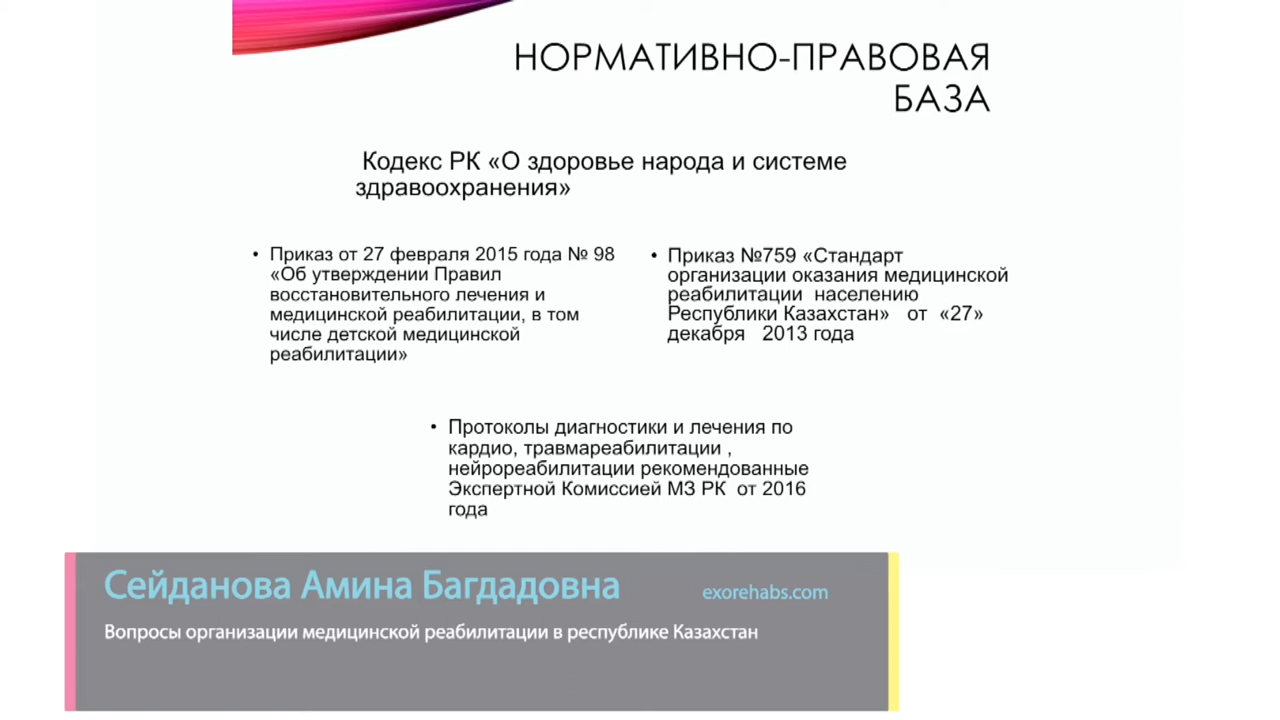 НОРМАТИВНО-ПРАВОВАЯ
БАЗА
Кодекс РК «О здоровье народа и системе
здравоохранения»
• Приказ от 27 февраля 2015 года № 98
«Об утверждении Правил
восстановительного лечения и
медицинской реабилитации, в том
числе детской медицинской
реабилитации»
• Приказ №759 «Стандарт
организации оказания медицинской
реабилитации населению
Республики Казахстан» от «27»
декабря 2013 года
• Протоколы диагностики и лечения по
кардио, травмареабилитации ,
нейрореабилитации рекомендованные
Экспертной Комиссией МЗ РК от 2016
года
Сейданова Амина Багдадовна
exorehabs.com
Вопросы организации медицинской реабилитации в республике Казахстан